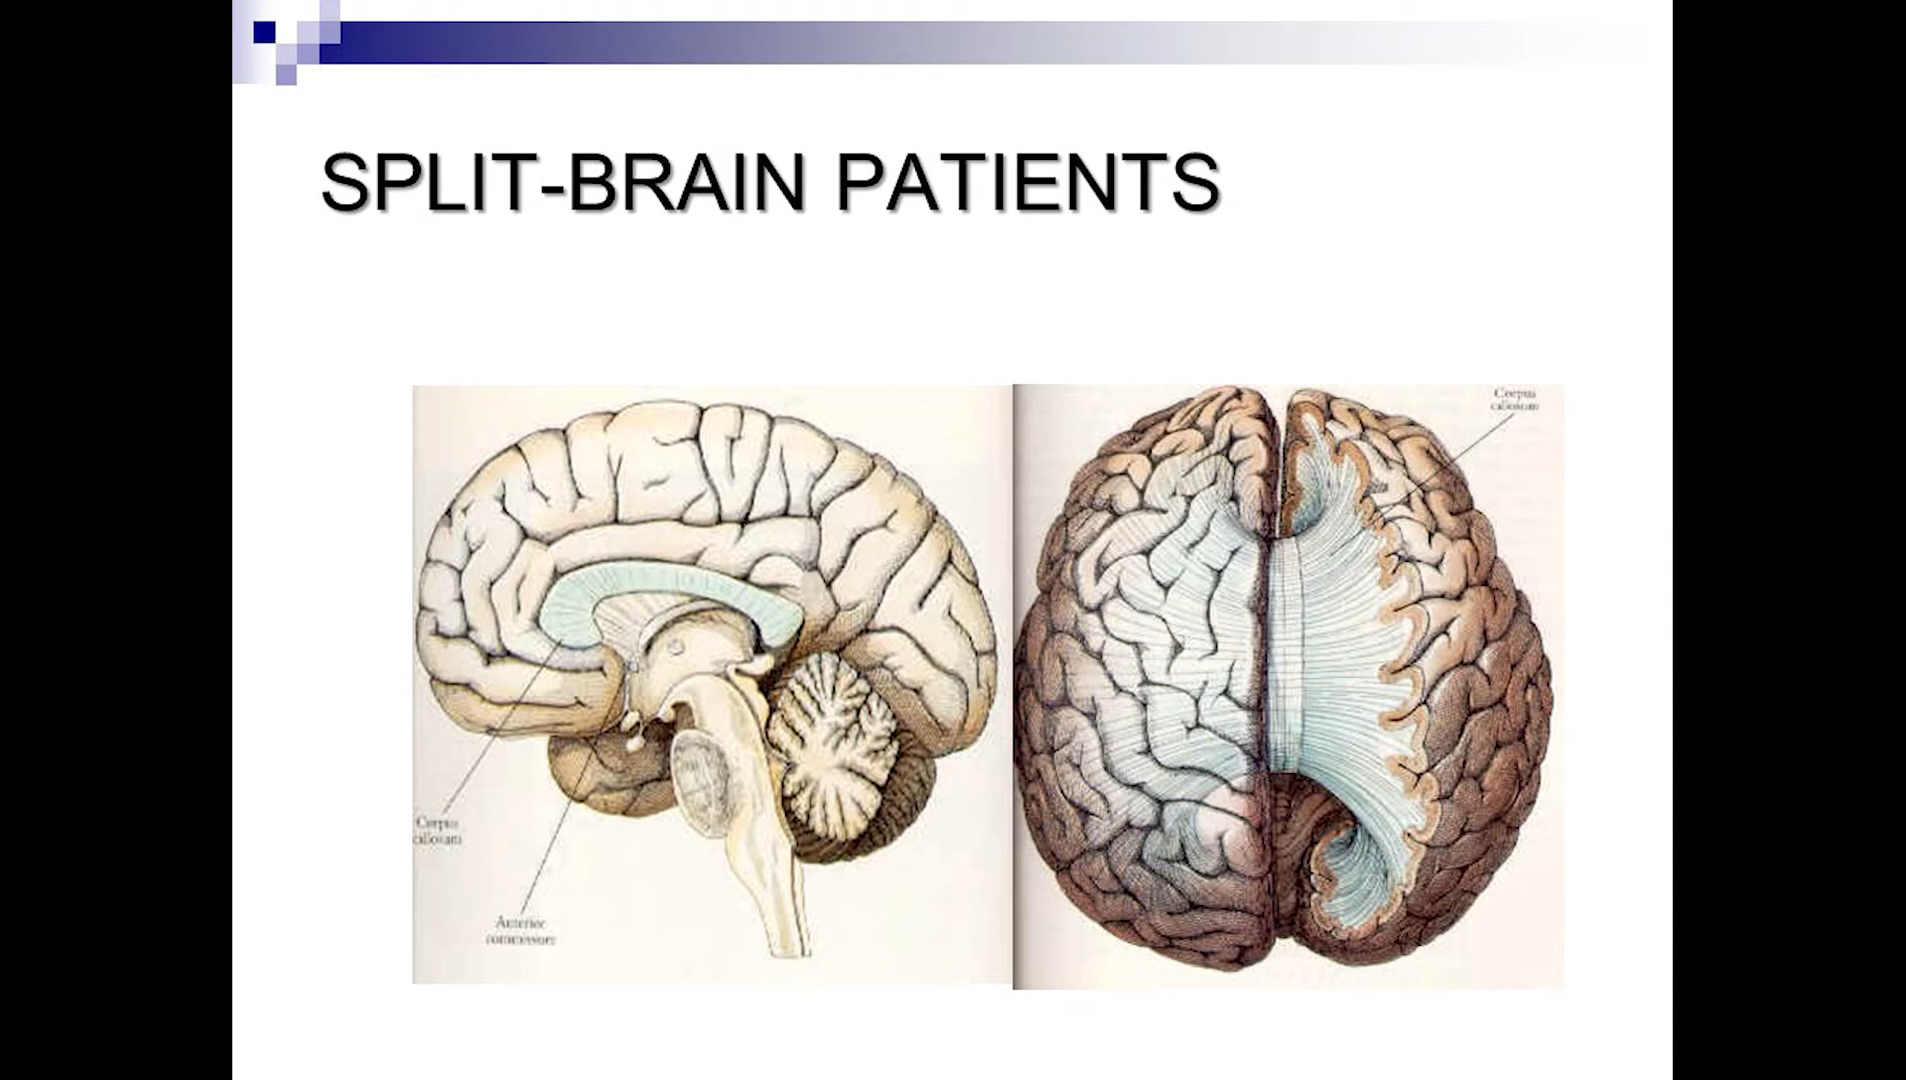 SPLIT-BRAIN PATIENTS
Corpus
callosum
Corpus
callosum
Anterior
commissure